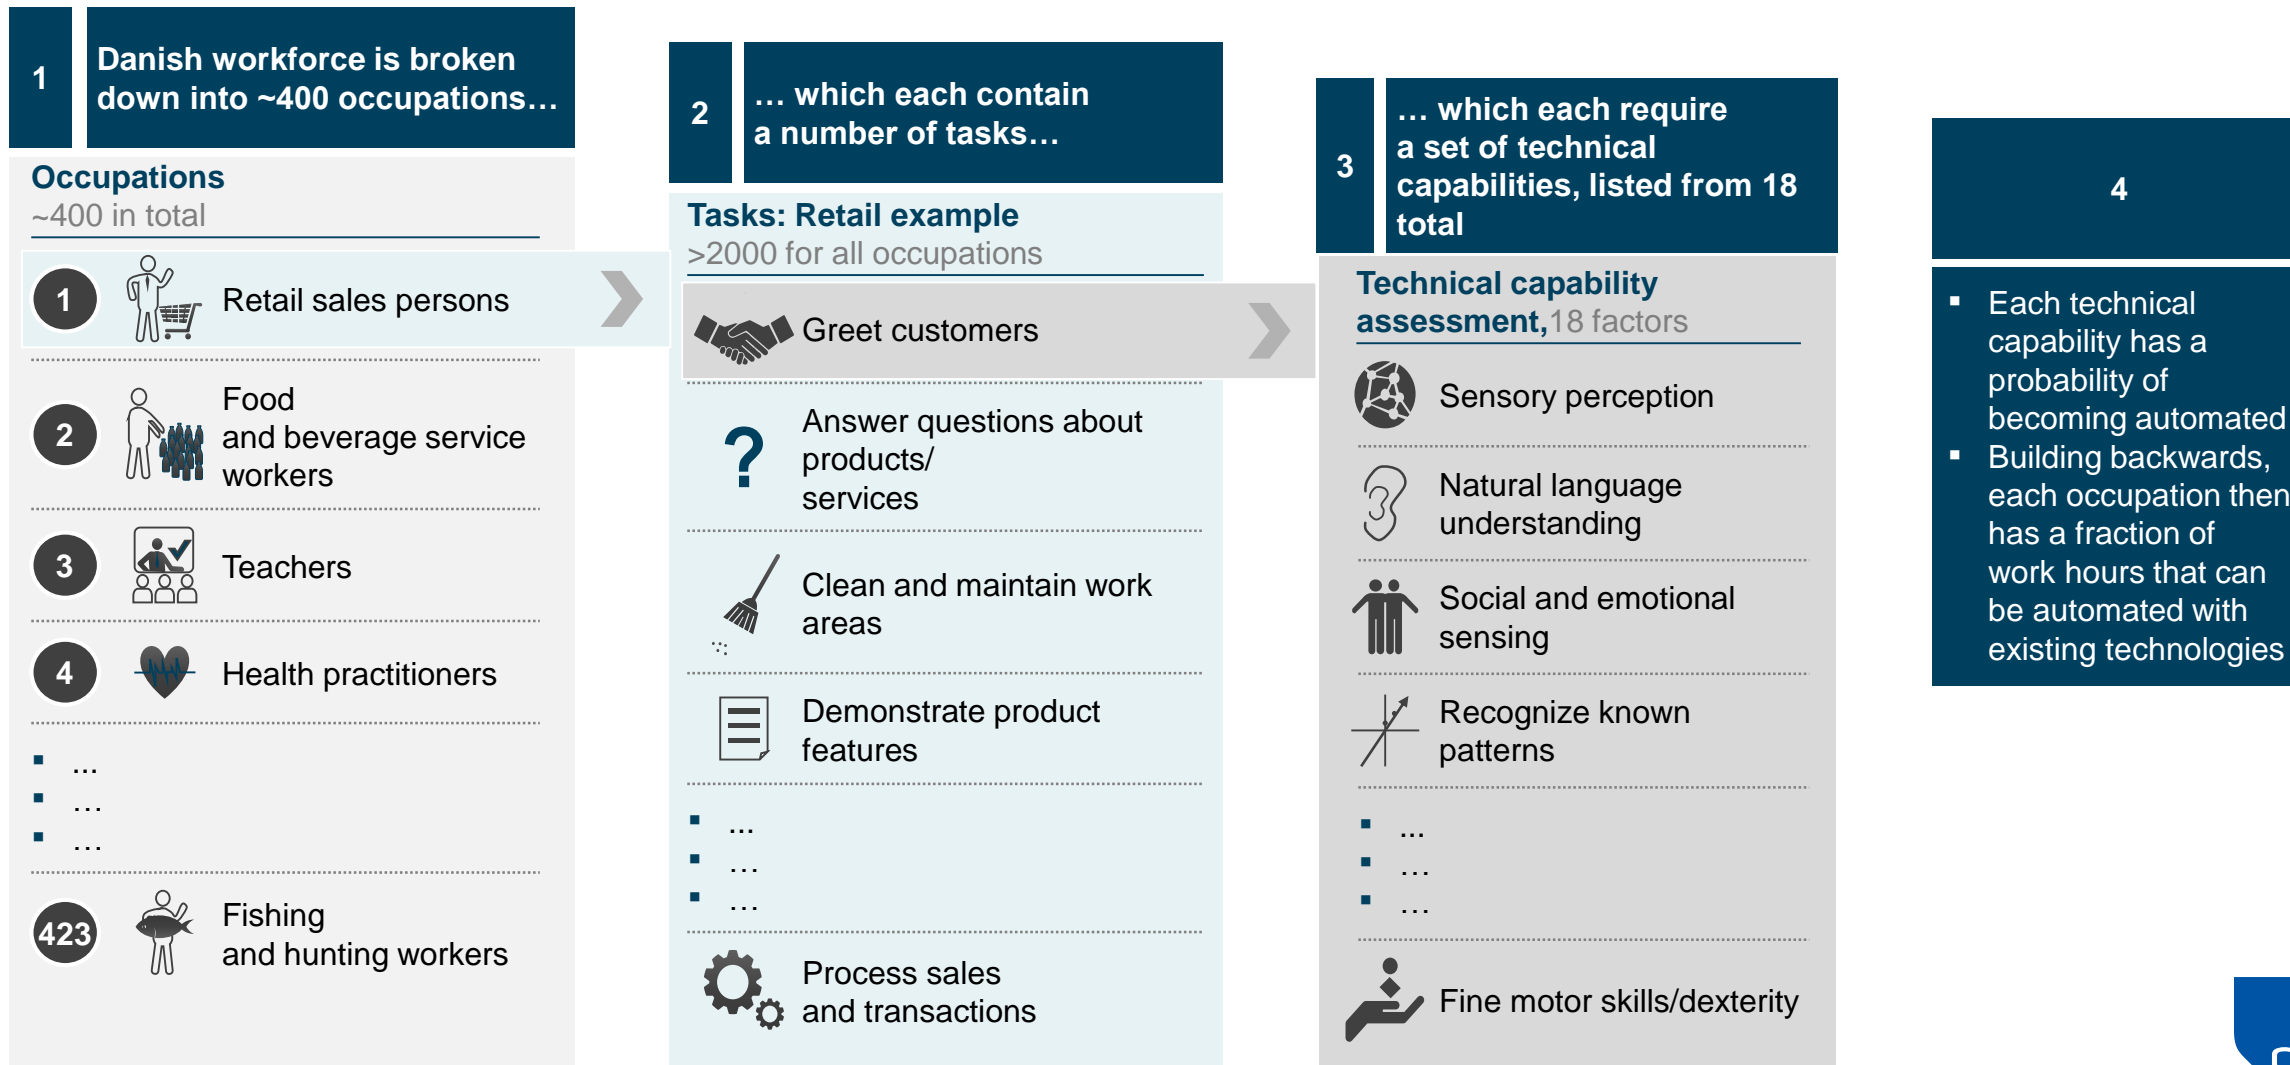 1
Danish workforce is broken
down into ~400 occupations…
Occupations
~400 in total
1
Retail sales persons
2
Food
and beverage service
workers
3
Teachers
4
Health practitioners
▪ ...
▪ …
▪ …
423
Fishing
and hunting workers
2
… which each contain
a number of tasks…
Tasks: Retail example
>2000 for all occupations
Greet customers
?
Answer questions about
products/
services
Clean and maintain work
areas
Demonstrate product
features
▪ ...
▪ …
▪ …
Process sales
and transactions
3
… which each require
a set of technical
capabilities, listed from 18
total
Technical capability
assessment,18 factors
Sensory perception
Natural language
understanding
Social and emotional
sensing
Recognize known
patterns
▪ ...
▪ …
▪ …
Fine motor skills/dexterity
4
▪ Each technical
capability has a
probability of
becoming automated
▪ Building backwards,
each occupation then
has a fraction of
work hours that can
be automated with
existing technologies